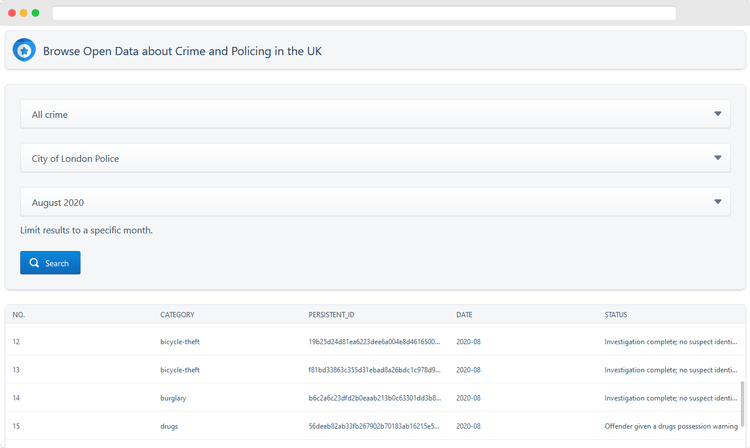 Browse Open Data about Crime and Policing in the UK
All crime
City of London Police
August 2020
Limit results to a specific month.
Search
NO. CATEGORY PERSISTENT_ID DATE STATUS
12 bicycle-theft 19b25d24d81ea6223dee6a004e8d4616500... 2020-08 Investigation complete; no suspect identi...
13 bicycle-theft f81bd33863c355d31ebad8a26bdc1c978d9... 2020-08 Investigation complete; no suspect identi...
14 burglary b6c2a6c23dfd2b0eaab213b0c63301dd3b8... 2020-08 Investigation complete; no suspect identi...
15 drugs 56deeb82ab33fb267902b70183ab16215e5... 2020-08 Offender given a drugs possession warning